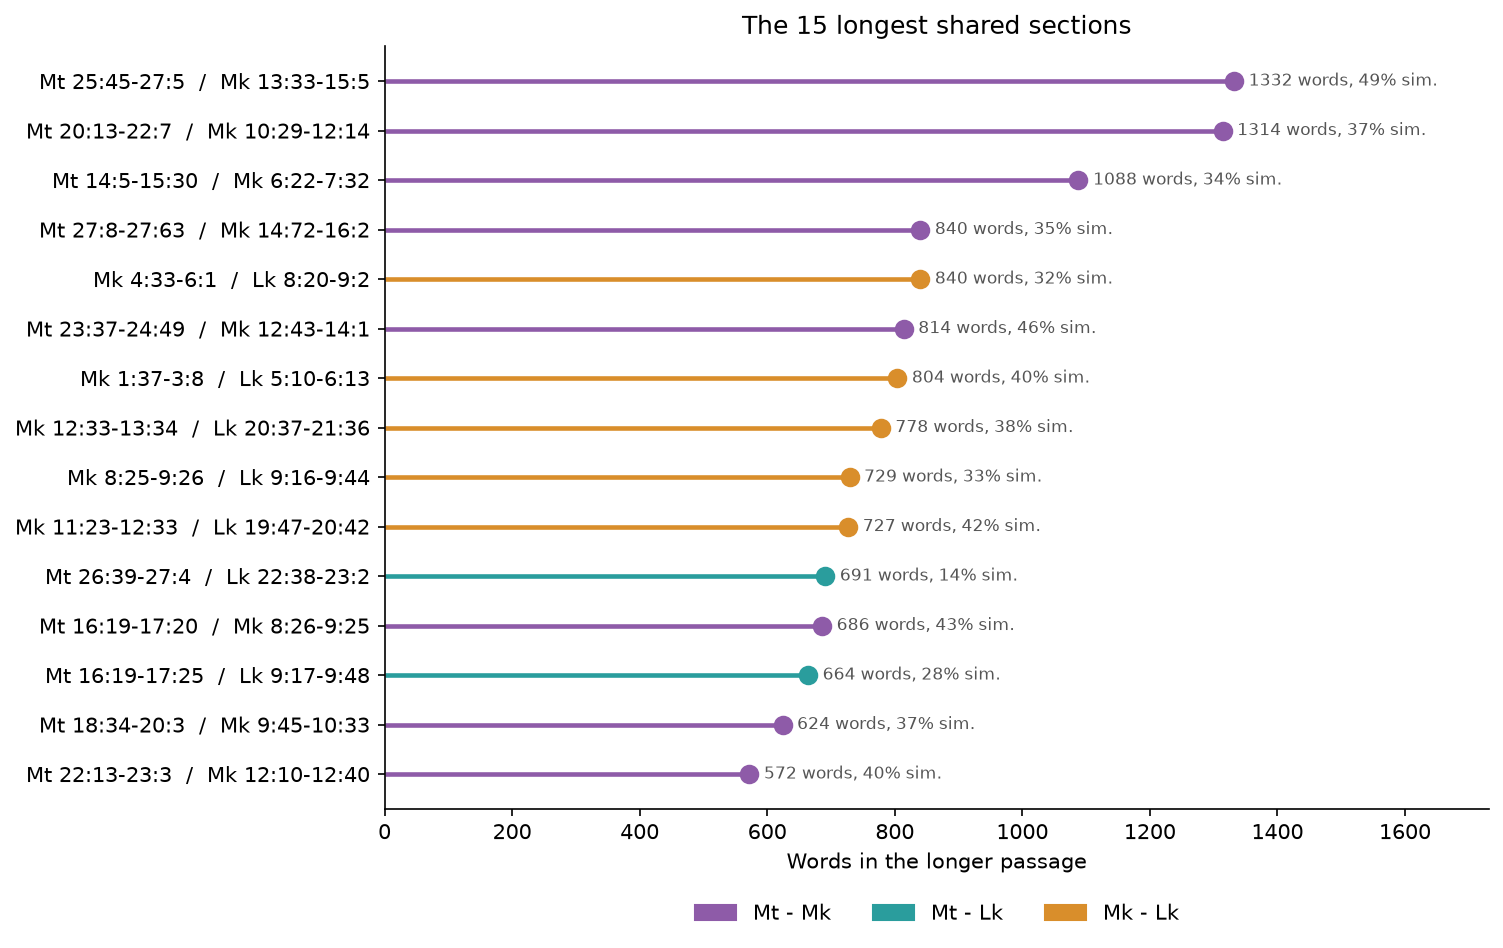 The 15 longest shared sections
Mt 25:45-27:5 / Mk 13:33-15:5 1332 words, 49% sim.
Mt 20:13-22:7 / Mk 10:29-12:14 1314 words, 37% sim.
Mt 14:5-15:30 / Mk 6:22-7:32 1088 words, 34% sim.
Mt 27:8-27:63 / Mk 14:72-16:2 840 words, 35% sim.
Mk 4:33-6:1 / Lk 8:20-9:2 840 words, 32% sim.
Mt 23:37-24:49 / Mk 12:43-14:1 814 words, 46% sim.
Mk 1:37-3:8 / Lk 5:10-6:13 804 words, 40% sim.
Mk 12:33-13:34 / Lk 20:37-21:36 778 words, 38% sim.
Mk 8:25-9:26 / Lk 9:16-9:44 729 words, 33% sim.
Mk 11:23-12:33 / Lk 19:47-20:42 727 words, 42% sim.
Mt 26:39-27:4 / Lk 22:38-23:2 691 words, 14% sim.
Mt 16:19-17:20 / Mk 8:26-9:25 686 words, 43% sim.
Mt 16:19-17:25 / Lk 9:17-9:48 664 words, 28% sim.
Mt 18:34-20:3 / Mk 9:45-10:33 624 words, 37% sim.
Mt 22:13-23:3 / Mk 12:10-12:40 572 words, 40% sim.
0 200 400 600 800 1000 1200 1400 1600
Words in the longer passage
Mt - Mk Mt - Lk Mk - Lk